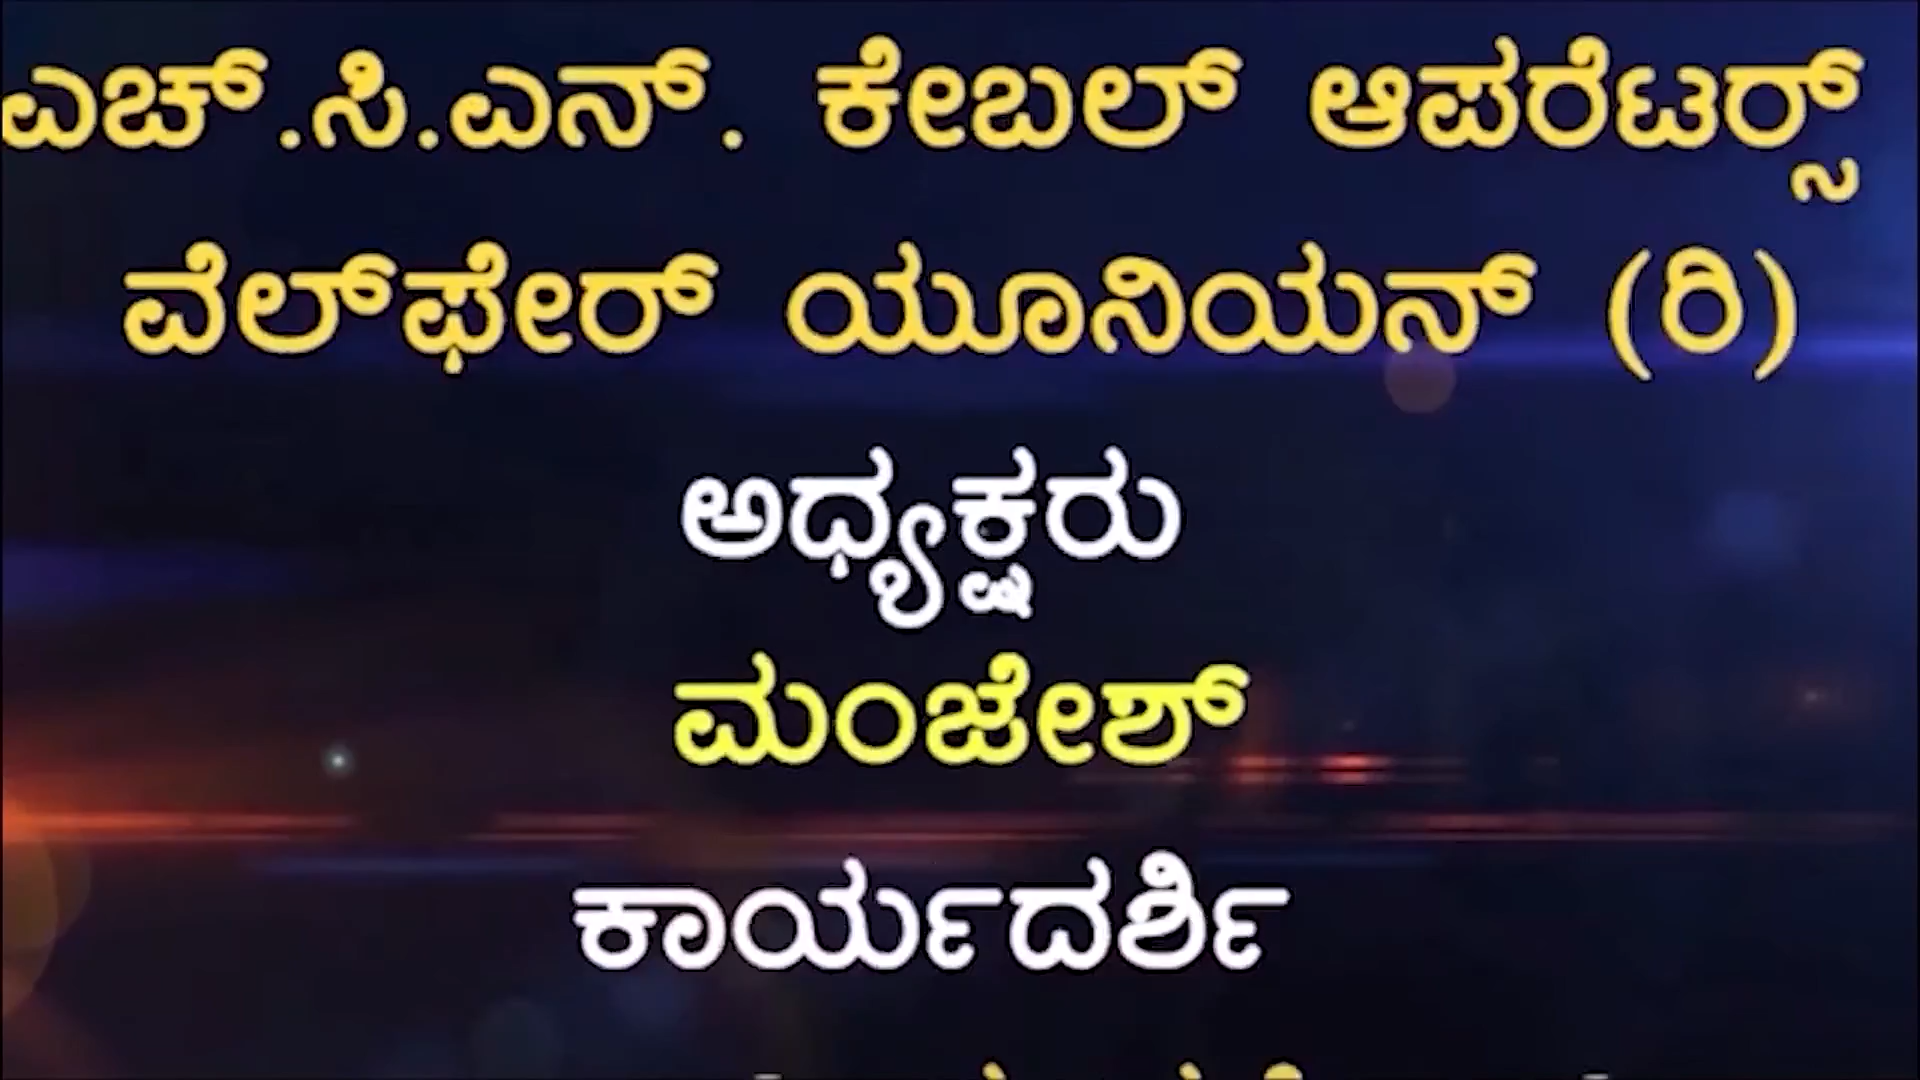 ಎಚ್.ಸಿ.ಎನ್. ಕೇಬಲ್ ಆಪರೆಟರ್‍ಸ್
ವೆಲ್‌ಫೇರ್ ಯೂನಿಯನ್ (ರಿ)
ಅಧ್ಯಕ್ಷರು
ಮಂಜೇಶ್
ಕಾರ್ಯದರ್ಶಿ